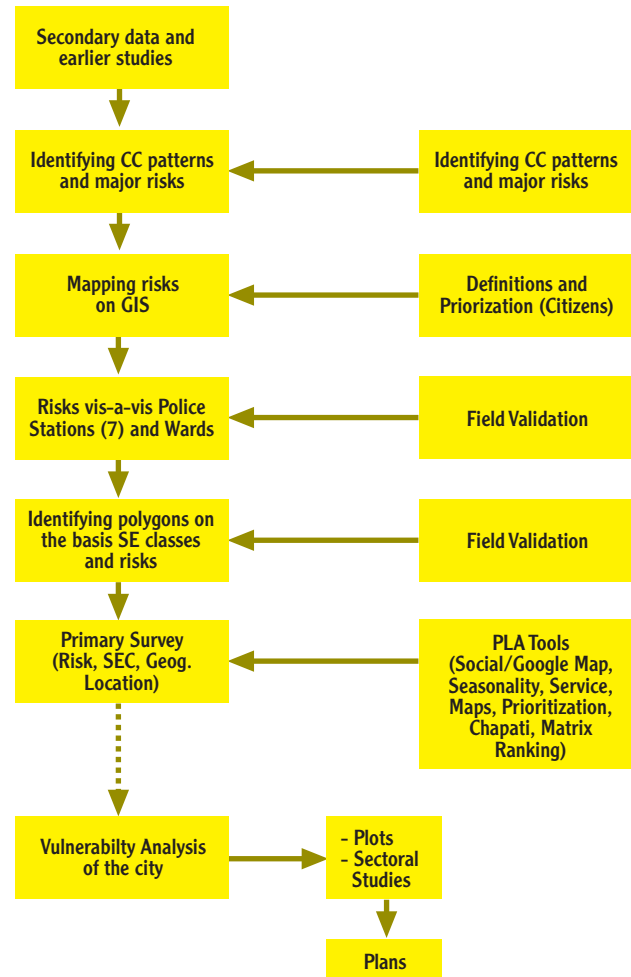 Secondary data and
earlier studies
Identifying CC patterns
and major risks
Identifying CC patterns
and major risks
Mapping risks
on GIS
Definitions and
Priorization (Citizens)
Risks vis-a-vis Police
Stations (7) and Wards
Field Validation
Identifying polygons on
the basis SE classes
and risks
Field Validation
Primary Survey
(Risk, SEC, Geog.
Location)
PLA Tools
(Social/Google Map,
Seasonality, Service,
Maps, Prioritization,
Chapati, Matrix
Ranking)
Vulnerabilty Analysis
of the city
- Plots
- Sectoral
Studies
Plans